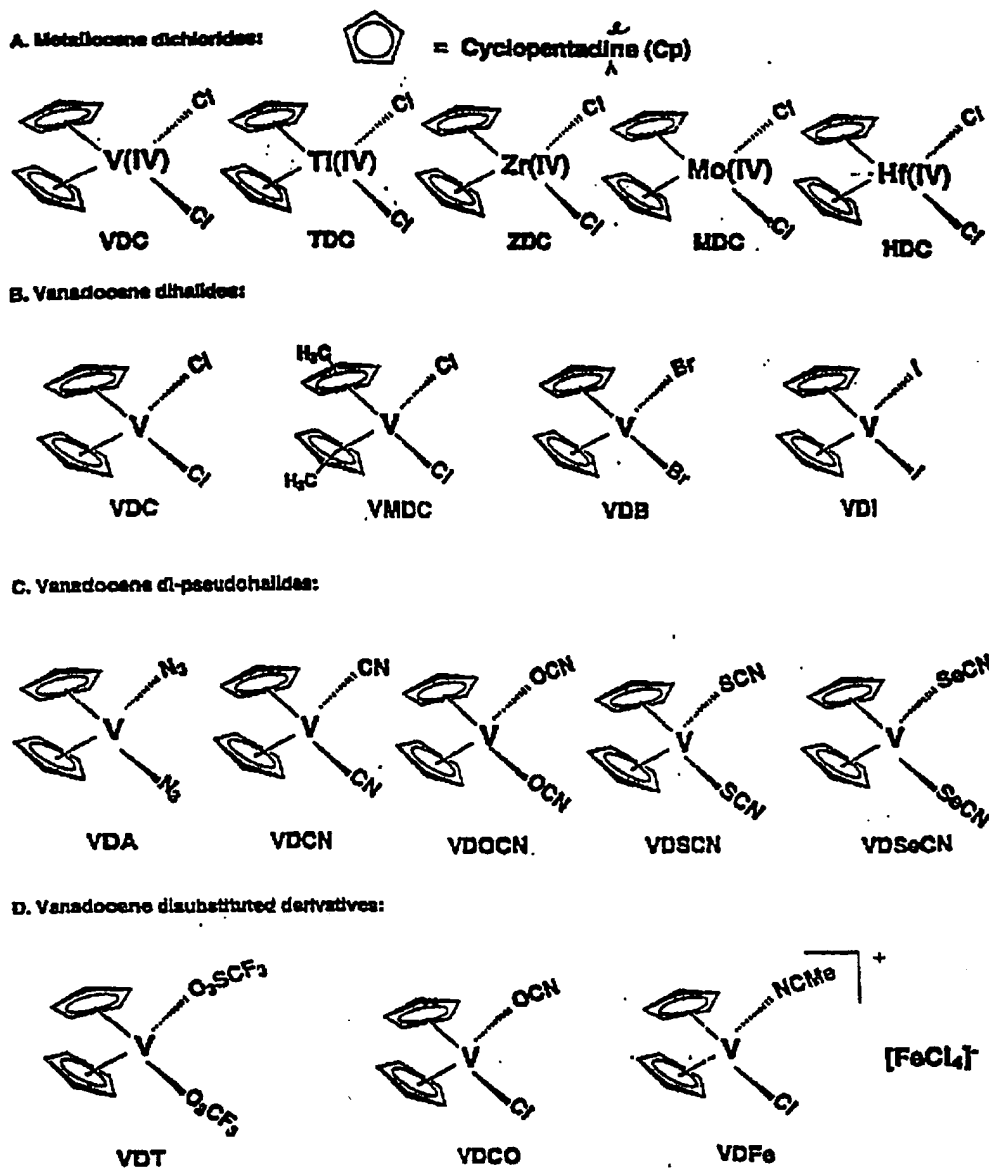 A. Metallocene dichlorides:
= Cyclopentadine (Cp)
e
Cl Cl Cl Cl Cl
V(IV) Ti(IV) Zr(IV) Mo(IV) Hf(IV)
Cl Cl Cl Cl Cl
VDC TDC ZDC MDC HDC
B. Vanadocene dihalides:
Cl H₃C Cl Br I
V V V V
Cl H₃C Cl Br I
VDC VMDC VDB VDI
C. Vanadocene di-pseudohalides:
N₃ CN OCN SCN SeCN
V V V V V
N₃ CN OCN SCN SeCN
VDA VDCN VDOCN VDSCN VDSeCN
D. Vanadocene disubstituted derivatives:
O₃SCF₃ OCN NCMe +
V V V [FeCl₄]⁻
O₃CF₃ Cl Cl
VDT VDCO VDFe